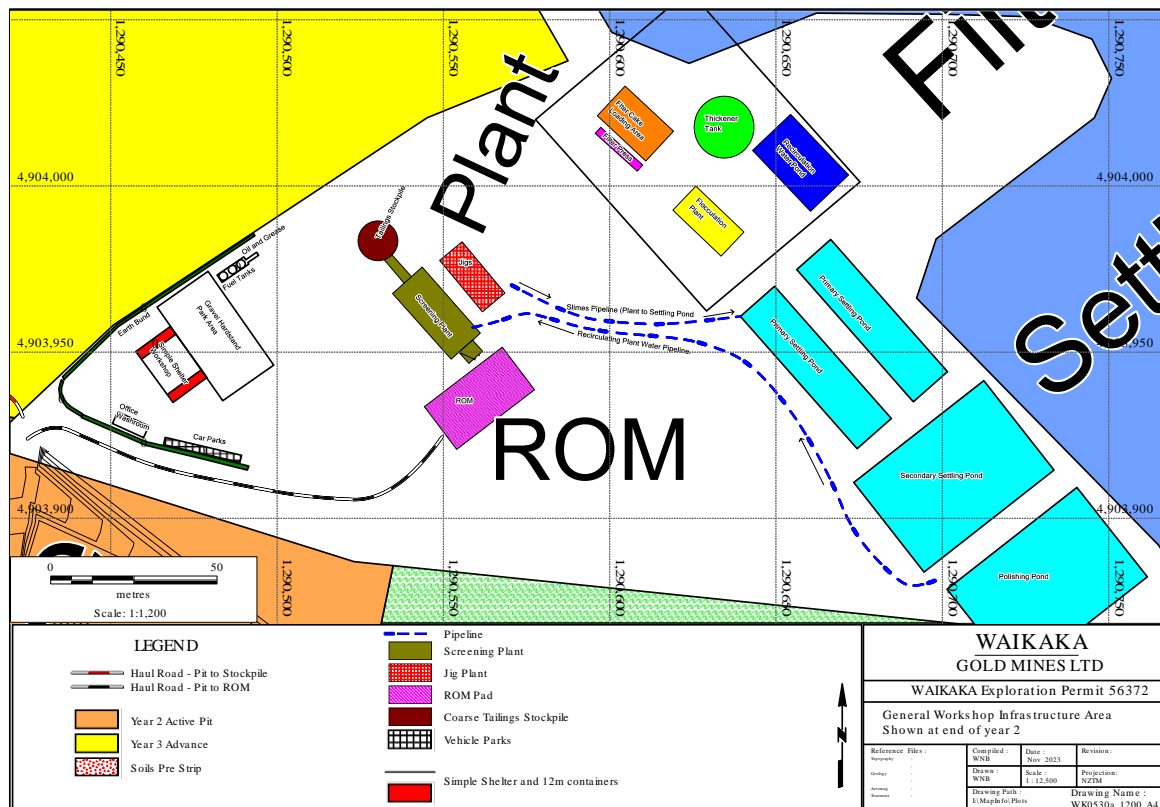 1,290,450
1,290,500
1,290,550
1,290,600
1,290,650
1,290,700
1,290,750
Plant
Filt
Settl
ROM
4,904,000
4,904,000
4,903,950
4,903,950
4,903,900
4,903,900
Filter Cake
Loading Area
Filter Press
Thickener
Tank
Recirculation
Water Pond
Flocculation
Plant
Tailings Stockpile
Jigs
Screening Plant
ROM
Oil and Grease
Fuel Tanks
Gravel Hardstand
Park Area
Earth Bund
Simple Shelter
Workshop
Office
Washroom
Car Parks
Slimes Pipeline (Plant to Settling Pond
Recirculating Plant Water Pipeline.
Primary Settling Pond
Primary Settling Pond
Secondary Settling Pond
Polishing Pond
1,290,500
1,290,550
1,290,600
1,290,650
1,290,700
1,290,750
0 50
metres
Scale: 1:1,200
LEGEND
Haul Road - Pit to Stockpile
Haul Road - Pit to ROM
Year 2 Active Pit
Year 3 Advance
Soils Pre Strip
Pipeline
Screening Plant
Jig Plant
ROM Pad
Coarse Tailings Stockpile
Vehicle Parks
Simple Shelter and 12m containers
N
WAIKAKA
GOLD MINES LTD
WAIKAKA Exploration Permit 56372
General Workshop Infrastructure Area
Shown at end of year 2
Reference Files :
Topography :
Geology :
Compiled :
WNB
Date :
Nov 2023
Revision:
Drawn :
WNB
Scale :
1 : 12,500
Projection:
NZTM
Drawing Path :
E:\MapInfo\Plots
Drawing Name :
WK0530a_1200_A4